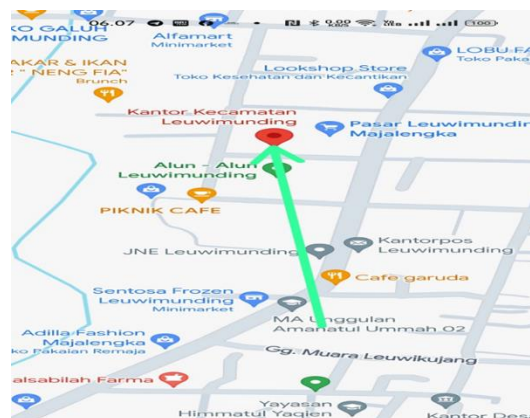 06.07
0.00
KB/S
100
KO GALUH
MUNDING
Alfamart
Minimarket
LOBU FA
Toko Paka
AKAR & IKAN
" NENG FIA"
Brunch
Lookshop Store
Toko Kesehatan dan Kecantikan
Kantor Kecamatan
Leuwimunding
Pasar Leuwimundin
Majalengka
Alun - Alun
Leuwimunding
PIKNIK CAFE
JNE Leuwimunding
Kantorpos
Leuwimunding
Cafe garuda
Sentosa Frozen
Leuwimunding
Minimarket
MA Unggulan
Amanatul Ummah 02
Adilla Fashion
Majalengka
ko Pakaian Remaja
Gg. Muara Leuwikujang
alsabilah Farma
Yayasan
Himmatul Yaqien
Kantor Des